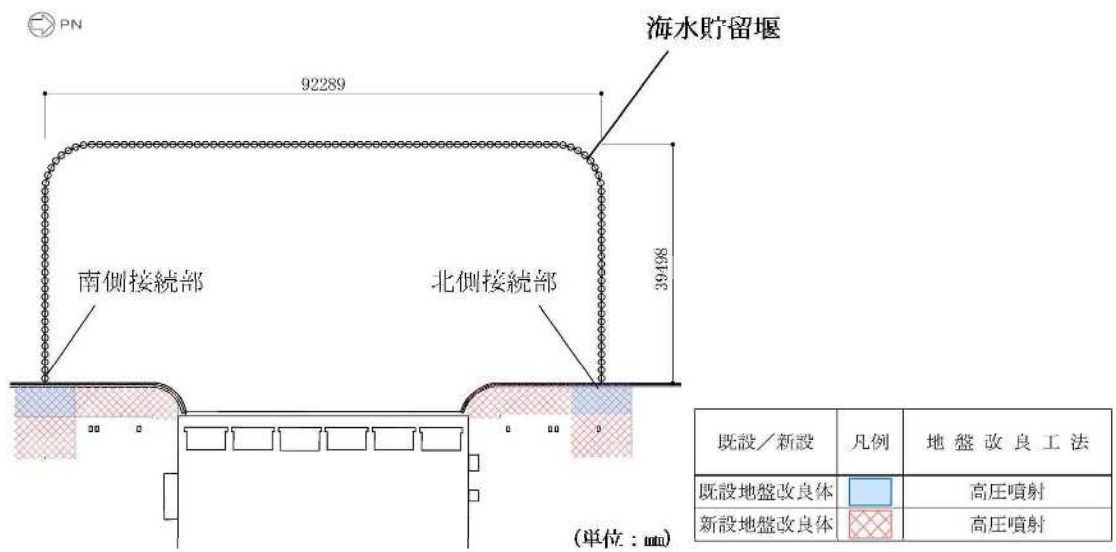 PN
海水貯留堰
92289
39498
南側接続部
北側接続部
既設／新設 凡例 地盤改良工法
既設地盤改良体 高圧噴射
新設地盤改良体 高圧噴射
(単位：mm)